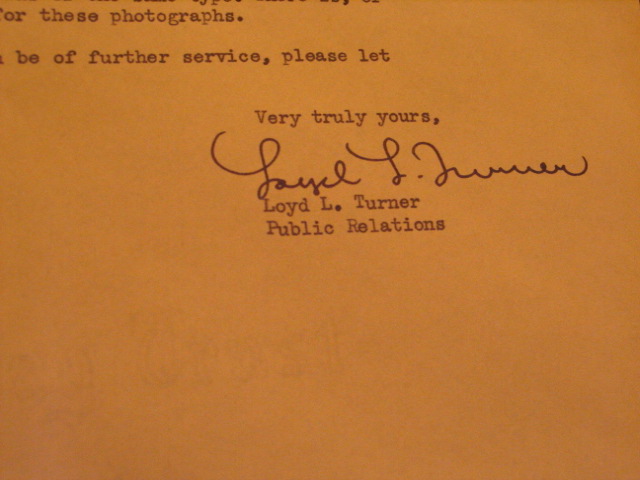 for these photographs.
be of further service, please let
Very truly yours,
Loyd L. Turner
Loyd L. Turner
Public Relations